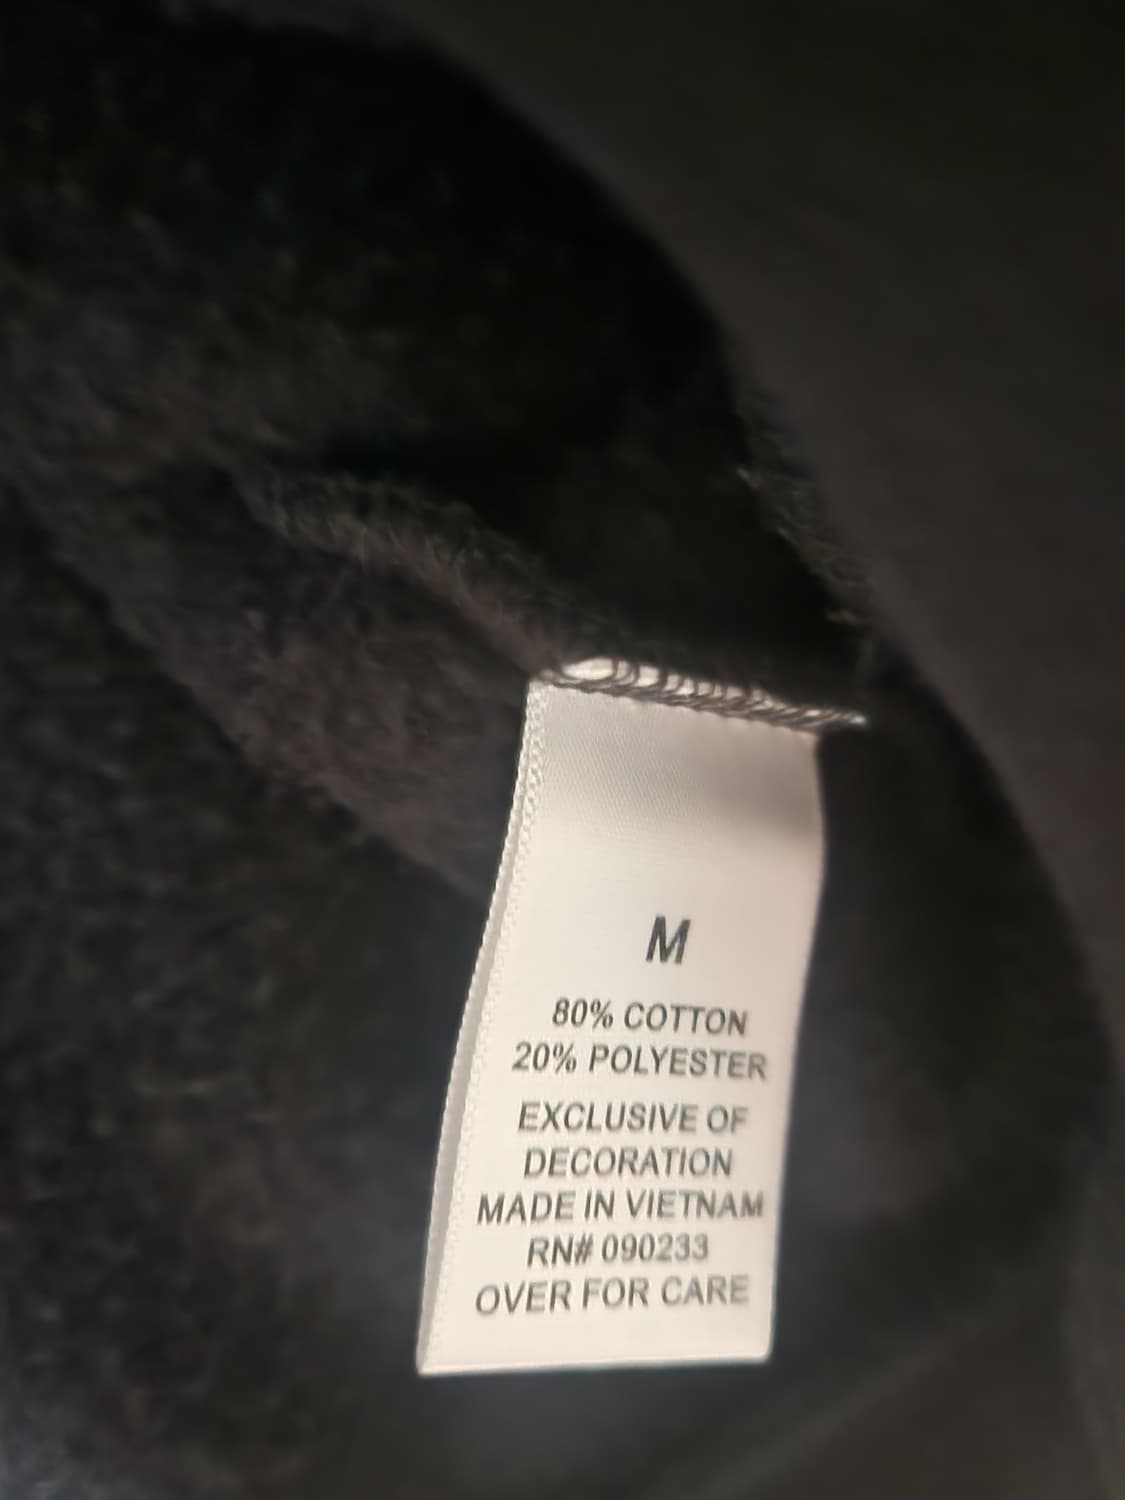 M
80% COTTON
20% POLYESTER
EXCLUSIVE OF
DECORATION
MADE IN VIETNAM
RN# 090233
OVER FOR CARE